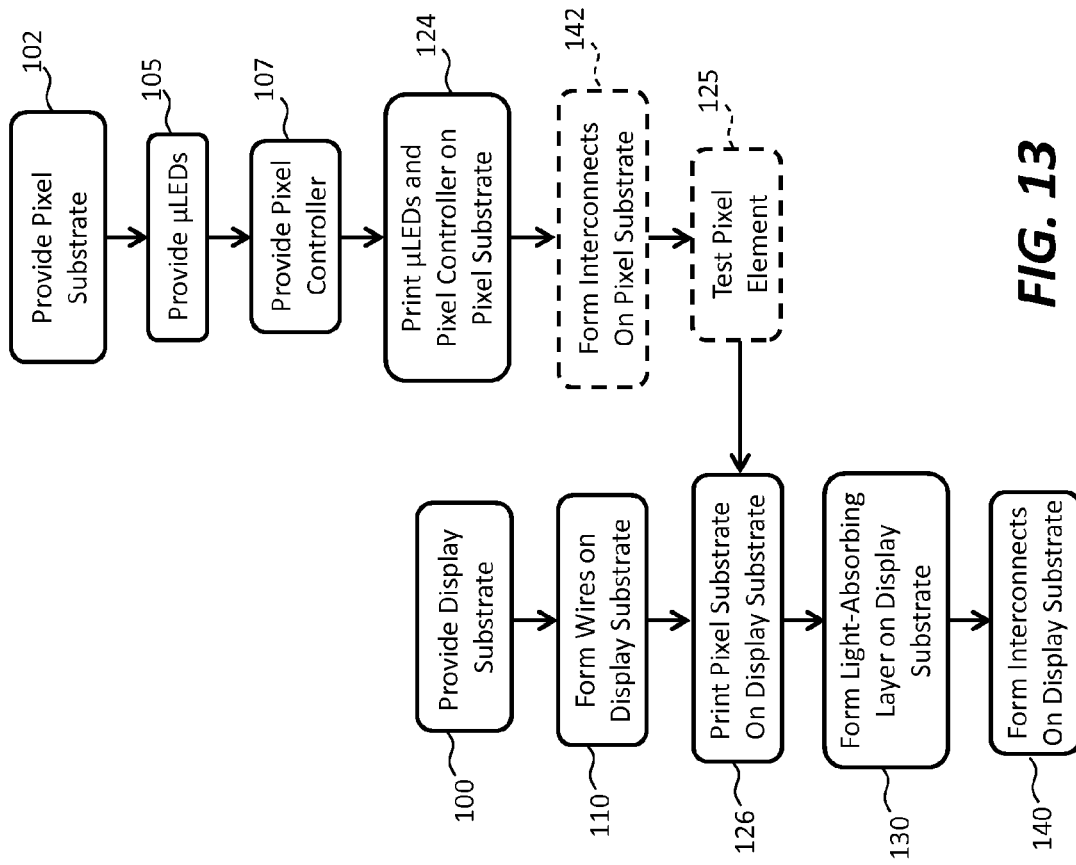 102
Provide Pixel
Substrate
105
Provide µLEDs
107
Provide Pixel
Controller
124
Print µLEDs and
Pixel Controller on
Pixel Substrate
142
Form Interconnects
On Pixel Substrate
125
Test Pixel
Element
Provide Display
Substrate
100
Form Wires on
Display Substrate
110
Print Pixel Substrate
On Display Substrate
126
Form Light-Absorbing
Layer on Display
Substrate
130
Form Interconnects
On Display Substrate
140
FIG. 13